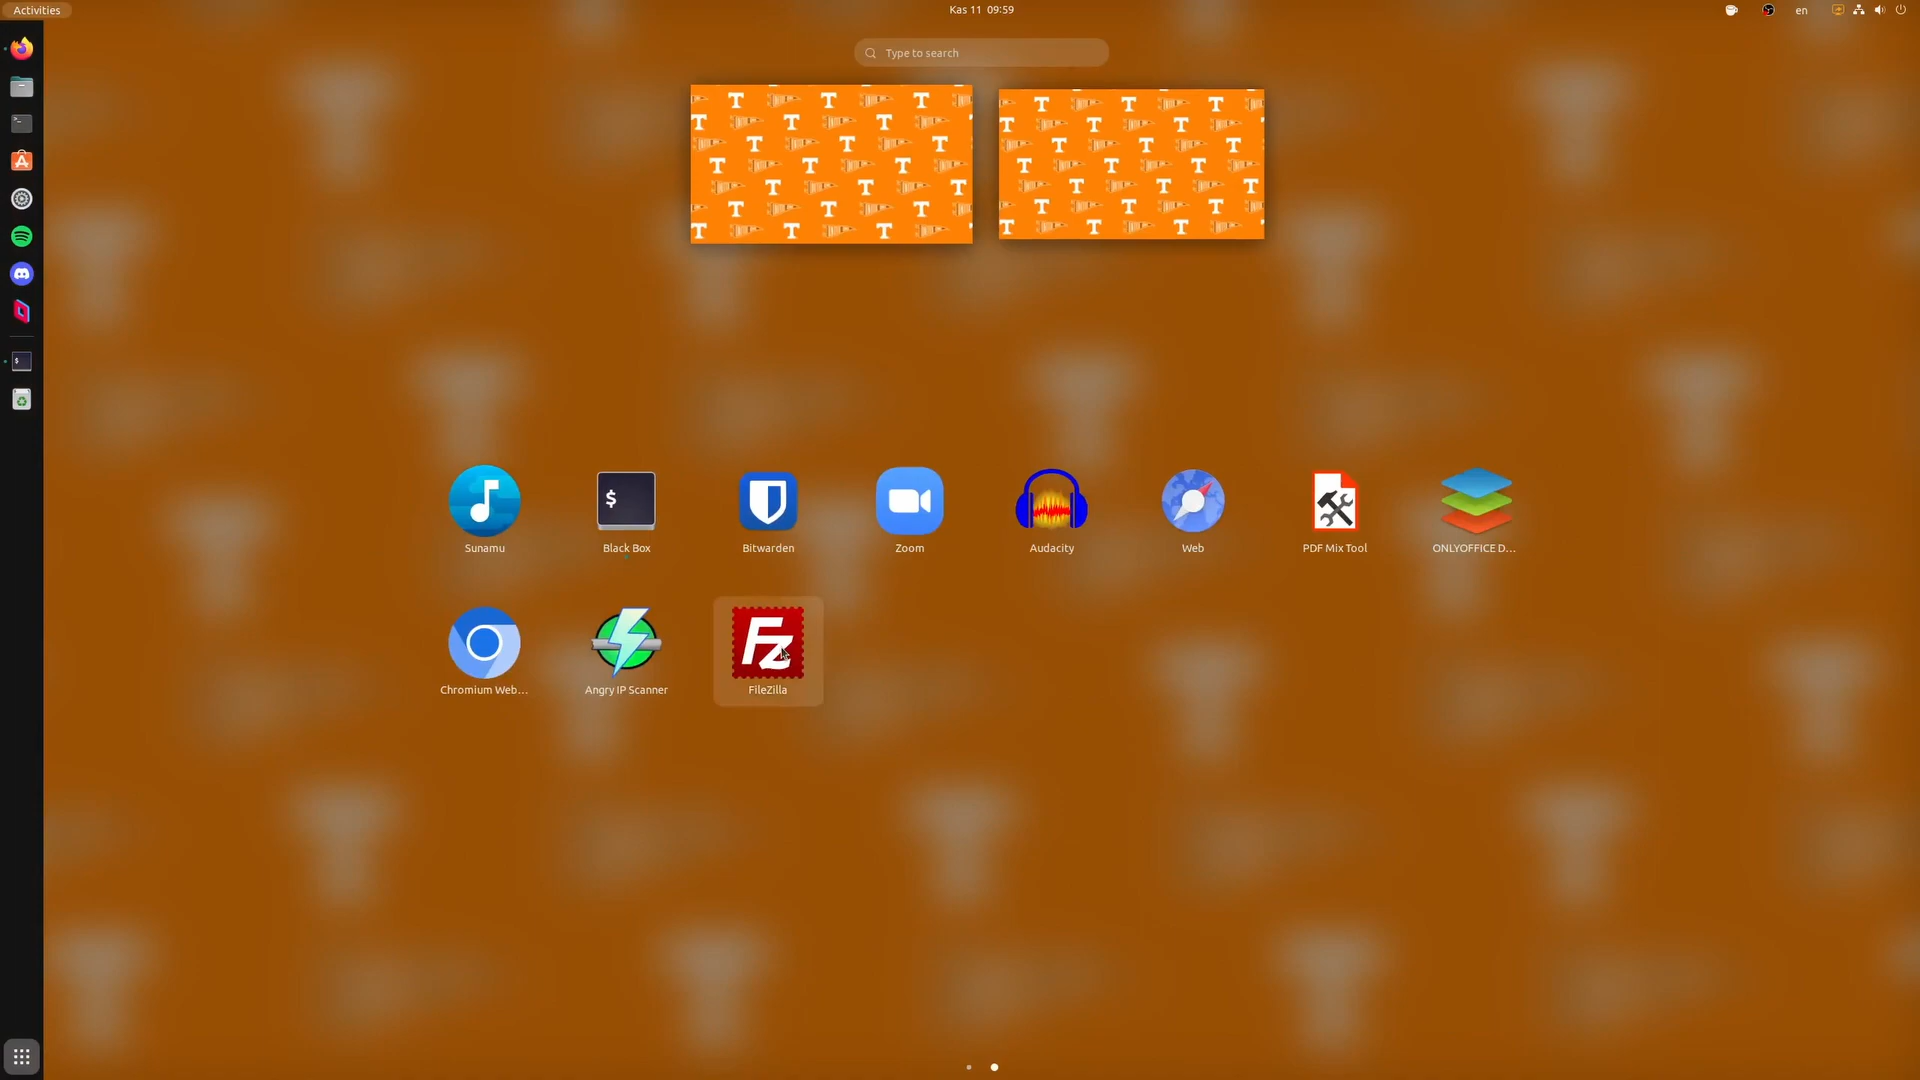 Activities
Kas 11 09:59
en
Type to search
Sunamu
Black Box
Bitwarden
Zoom
Audacity
Web
PDF Mix Tool
ONLYOFFICE D...
Chromium Web...
Angry IP Scanner
FileZilla